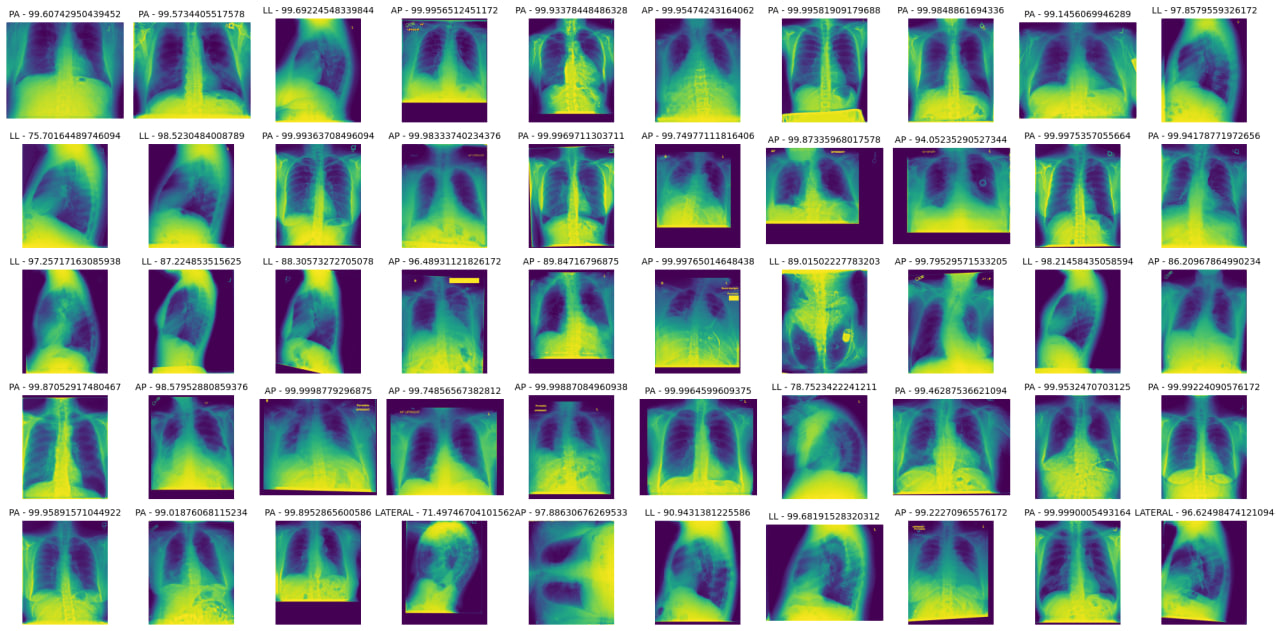 PA - 99.60742950439452
PA - 99.5734405517578
LL - 99.69224548339844
AP - 99.9956512451172
PA - 99.93378448486328
AP - 99.95474243164062
PA - 99.99581909179688
PA - 99.9848861694336
PA - 99.1456069946289
LL - 97.8579559326172
LL - 75.70164489746094
LL - 98.5230484008789
PA - 99.99363708496094
AP - 99.98333740234376
PA - 99.9969711303711
AP - 99.74977111816406
AP - 99.87335968017578
AP - 94.05235290527344
PA - 99.9975357055664
PA - 99.94178771972656
LL - 97.25717163085938
LL - 87.224853515625
LL - 88.30573272705078
AP - 96.48931121826172
AP - 89.84716796875
AP - 99.99765014648438
LL - 89.01502227783203
AP - 99.79529571533205
LL - 98.21458435058594
AP - 86.20967864990234
PA - 99.87052917480467
AP - 98.57952880859376
AP - 99.9998779296875
AP - 99.74856567382812
AP - 99.99887084960938
PA - 99.9964599609375
LL - 78.7523422241211
PA - 99.46287536621094
PA - 99.9532470703125
PA - 99.99224090576172
PA - 99.95891571044922
PA - 99.01876068115234
PA - 99.8952865600586
LATERAL - 71.49746704101562
AP - 97.88630676269533
LL - 90.9431381225586
LL - 99.68191528320312
AP - 99.22270965576172
PA - 99.9990005493164
LATERAL - 96.62498474121094